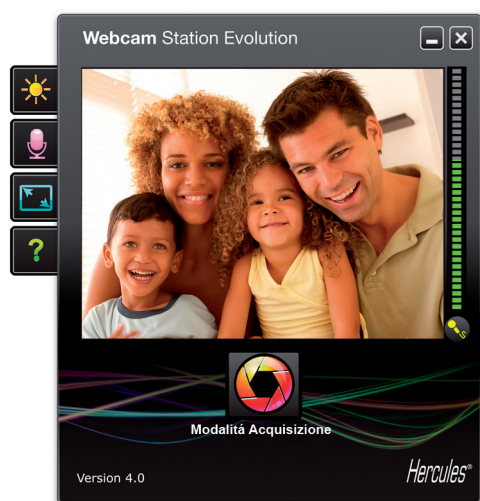 Webcam Station Evolution
?
Modalitá Acquisizione
Version 4.0
Hercules®